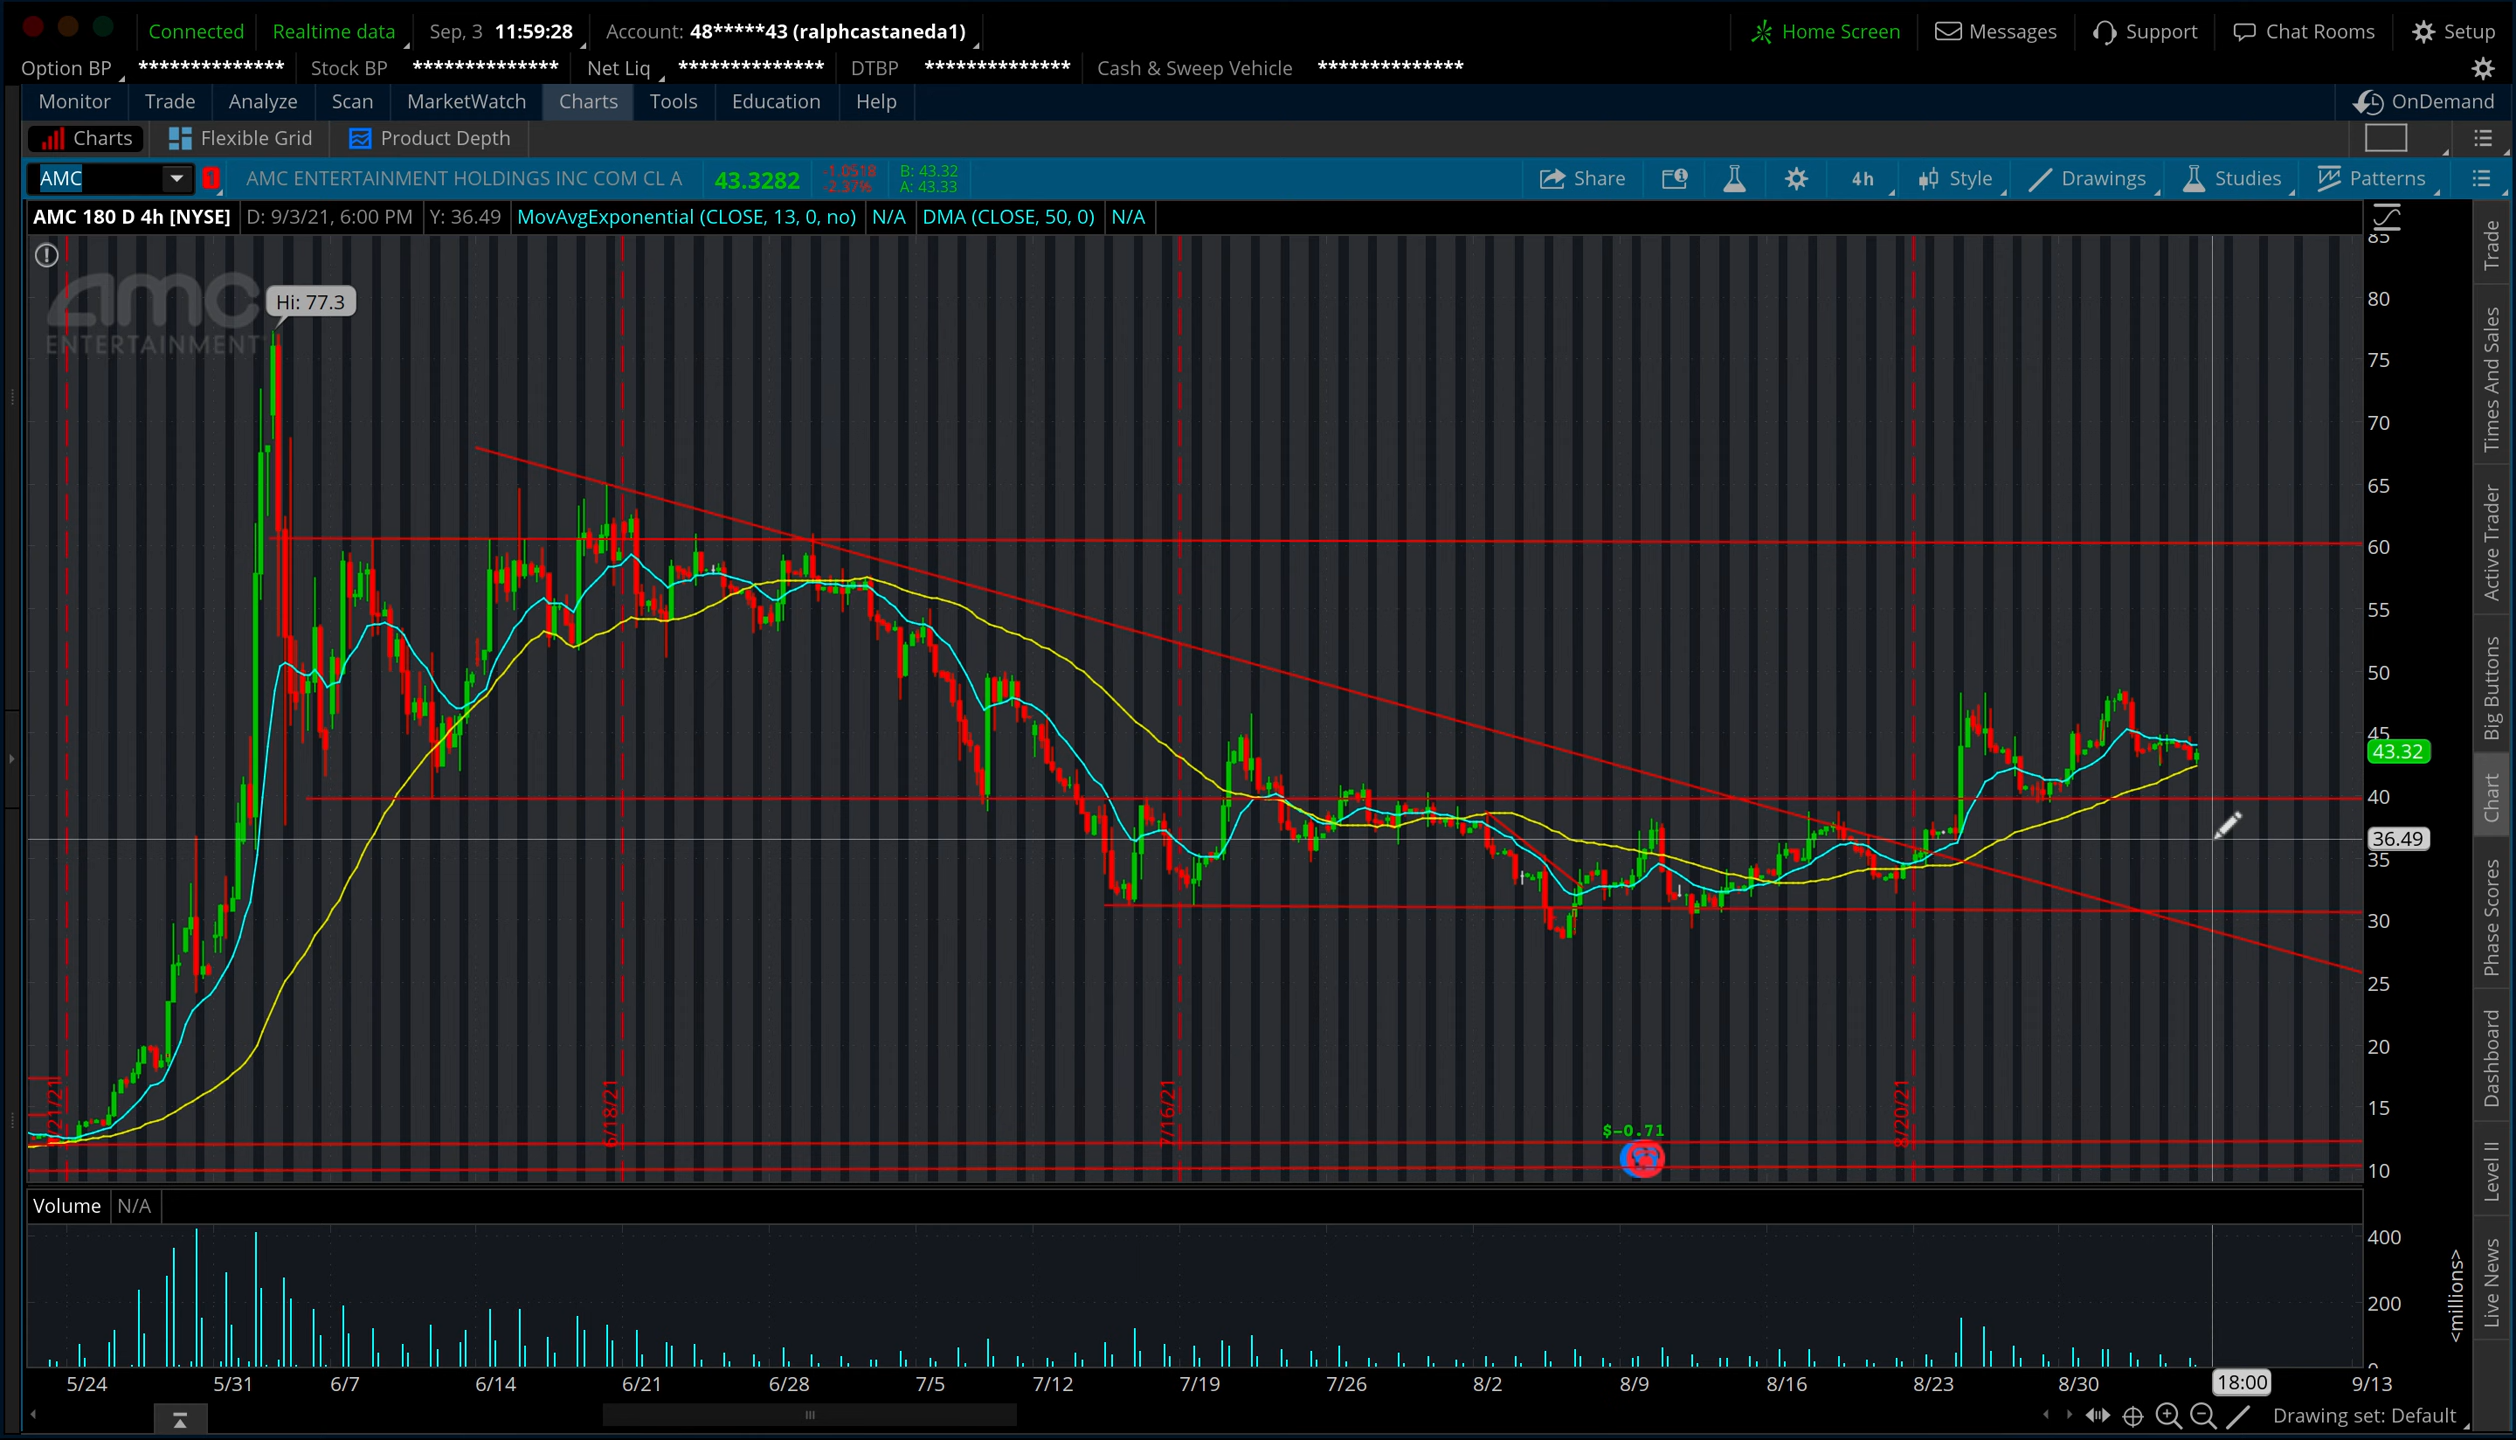 Connected Realtime data Sep, 3 11:59:28 Account: 48*****43 (ralphcastaneda1) Home Screen Messages Support Chat Rooms Setup
Option BP ************** Stock BP ************** Net Liq ************** DTBP ************** Cash & Sweep Vehicle **************
Monitor Trade Analyze Scan MarketWatch Charts Tools Education Help OnDemand
Charts Flexible Grid Product Depth
AMC 1 AMC ENTERTAINMENT HOLDINGS INC COM CL A 43.3282 -1.0518 B: 43.32 Share 4h Style Drawings Studies Patterns
-2.37% A: 43.33
AMC 180 D 4h [NYSE] D: 9/3/21, 6:00 PM Y: 36.49 MovAvgExponential (CLOSE, 13, 0, no) N/A DMA (CLOSE, 50, 0) N/A
85
amc
ENTERTAINMENT
Hi: 77.3
80
75
70
65
60
55
50
45
43.32
40
36.49
35
30
25
20
15
10
6/18/21
7/16/21
8/20/21
$-0.71
Volume N/A
400
200
<millions>
5/24 5/31 6/7 6/14 6/21 6/28 7/5 7/12 7/19 7/26 8/2 8/9 8/16 8/23 8/30 18:00 9/13
Drawing set: Default
Trade
Times And Sales
Active Trader
Big Buttons
Chart
Phase Scores
Dashboard
Level II
Live News